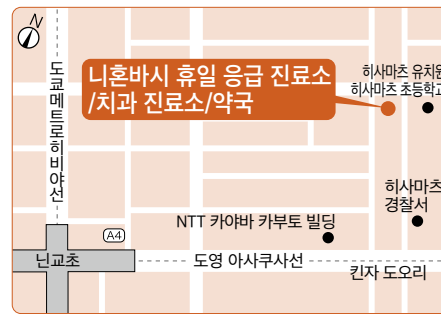 N
니혼바시 휴일 응급 진료소
/치과 진료소/약국
히사마츠 유치원
히사마츠 초등학교
도쿄메트로히비야선
히사마츠
경찰서
NTT 카야바 카부토 빌딩
A4
닌교초
도영 아사쿠사선
킨자 도오리